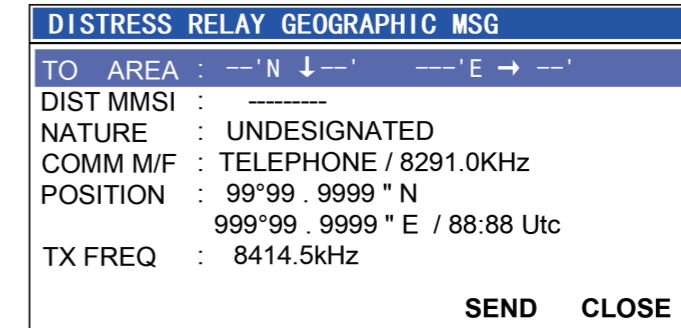 DISTRESS RELAY GEOGRAPHIC MSG
TO AREA : --'N ↓--' ---'E → --'
DIST MMSI : ---------
NATURE : UNDESIGNATED
COMM M/F : TELEPHONE / 8291.0KHz
POSITION : 99°99 . 9999 " N
999°99 . 9999 " E / 88:88 Utc
TX FREQ : 8414.5kHz
SEND CLOSE